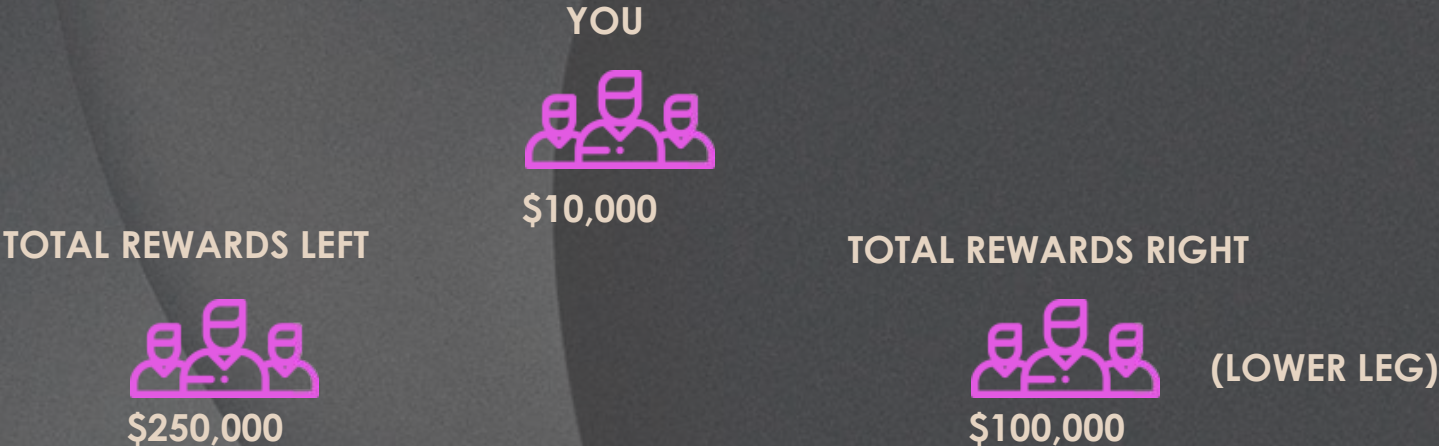 YOU
$10,000
TOTAL REWARDS LEFT
TOTAL REWARDS RIGHT
(LOWER LEG)
$250,000
$100,000